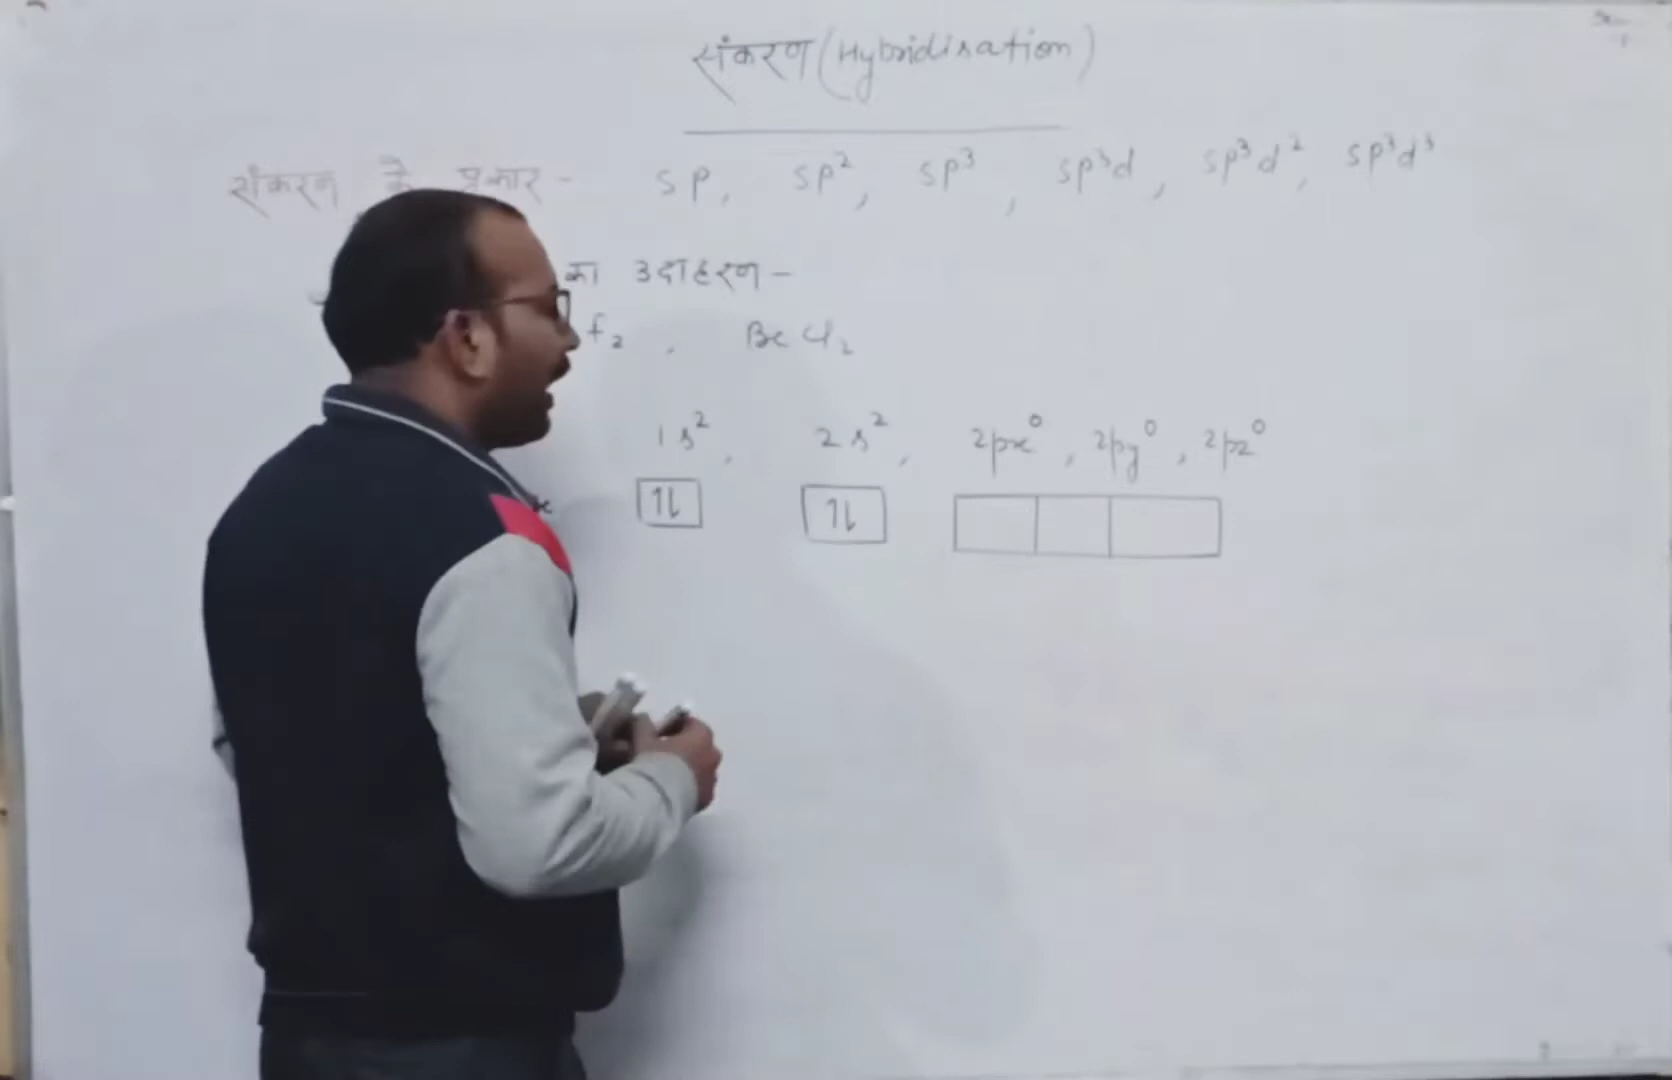 संकरण (Hybridisation)
संकरण के प्रकार - sp, sp², sp³, sp³d, sp³d², sp³d³
का उदाहरण -
f₂, BeCl₂
1s², 2s², 2px⁰, 2py⁰, 2pz⁰
1l 1l